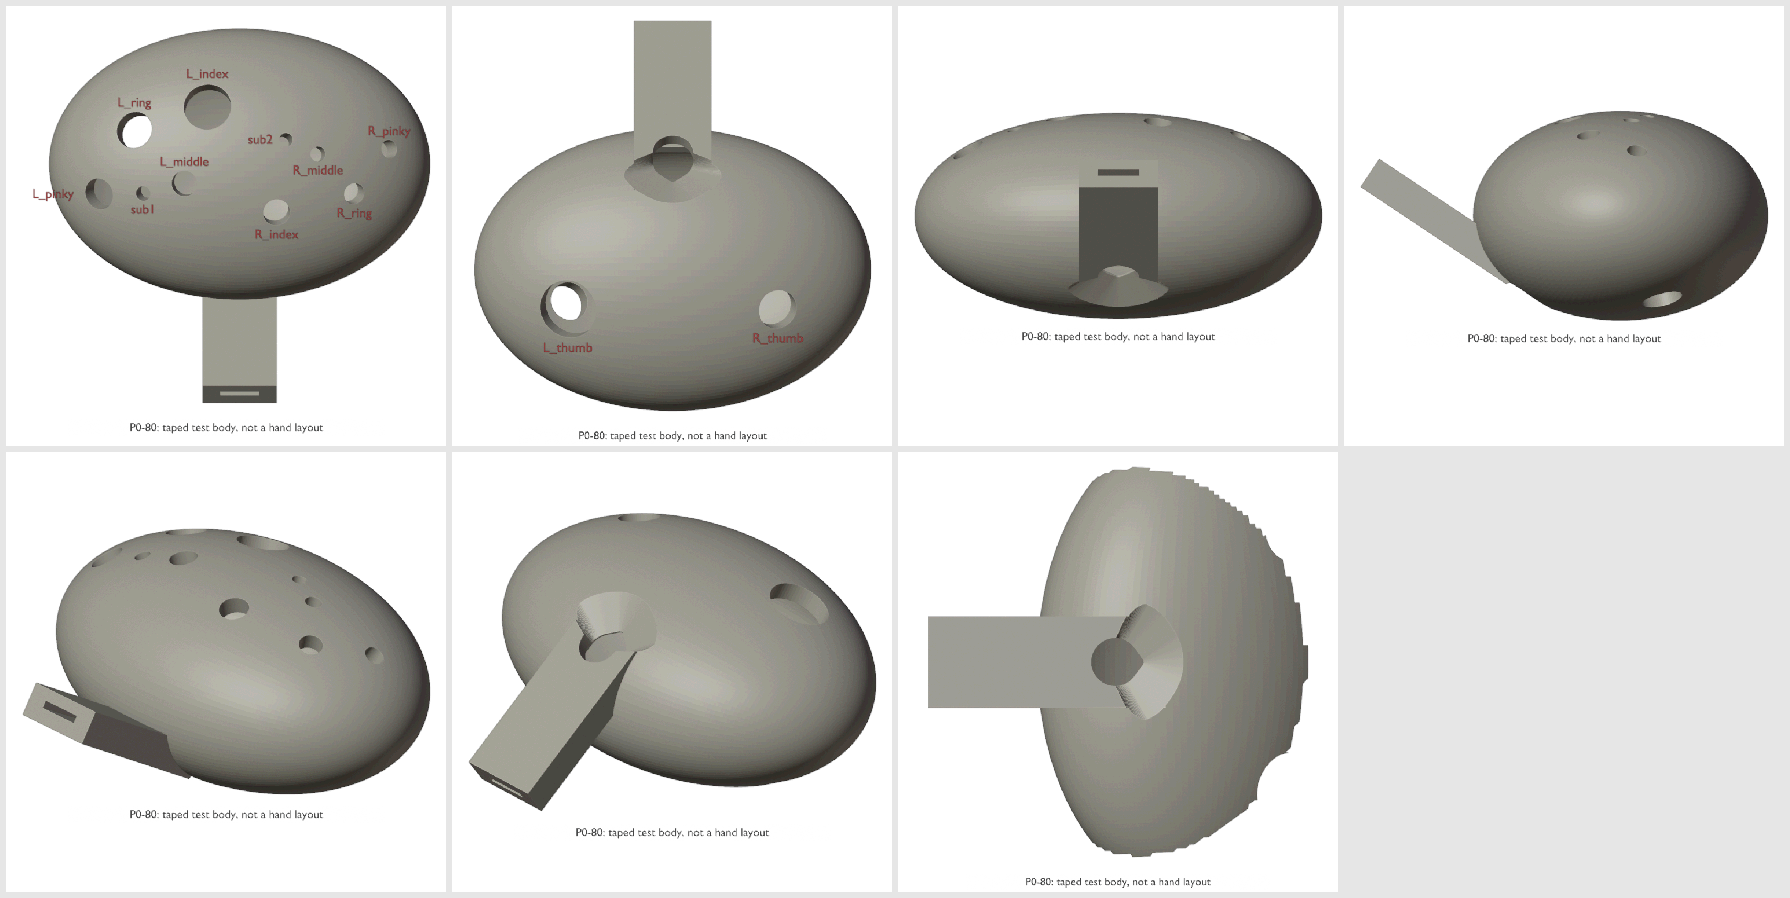 L_index
L_ring
sub2
R_pinky
L_middle
R_middle
L_pinky
sub1
R_ring
R_index
P0-80: taped test body, not a hand layout
L_thumb
R_thumb
P0-80: taped test body, not a hand layout
P0-80: taped test body, not a hand layout
P0-80: taped test body, not a hand layout
P0-80: taped test body, not a hand layout
P0-80: taped test body, not a hand layout
P0-80: taped test body, not a hand layout